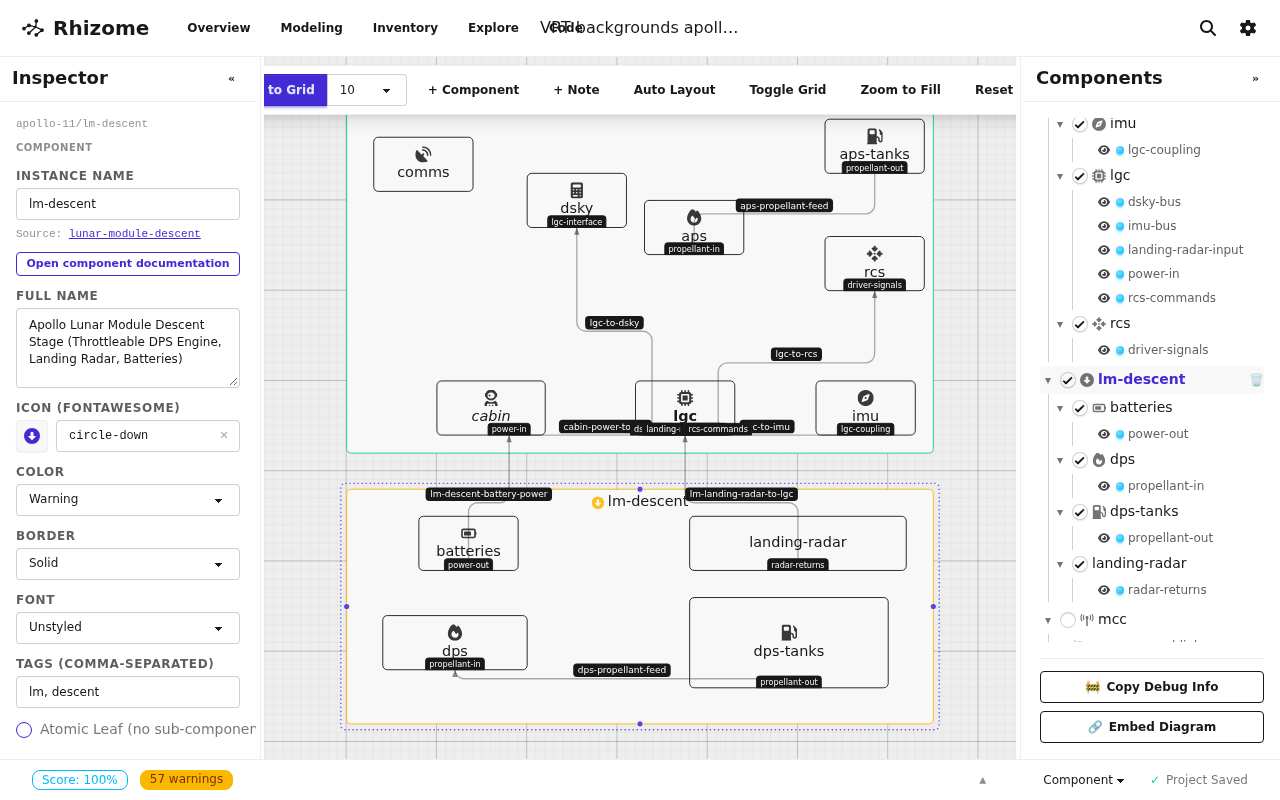 Rhizome
Overview
Modeling
Inventory
Explore
Code
VRT backgrounds apoll…
Inspector
«
apollo-11/lm-descent
COMPONENT
INSTANCE NAME
lm-descent
Source: lunar-module-descent
Open component documentation
FULL NAME
Apollo Lunar Module Descent
Stage (Throttleable DPS Engine,
Landing Radar, Batteries)
ICON (FONTAWESOME)
circle-down ×
COLOR
Warning
BORDER
Solid
FONT
Unstyled
TAGS (COMMA-SEPARATED)
lm, descent
Atomic Leaf (no sub-componen
to Grid
10
+ Component
+ Note
Auto Layout
Toggle Grid
Zoom to Fill
Reset
comms
aps-tanks
propellant-out
dsky
lgc-interface
aps-propellant-feed
aps
propellant-in
rcs
driver-signals
lgc-to-dsky
lgc-to-rcs
cabin
power-in
cabin-power-to
lgc
ds
landing-
rcs-commands
c-to-imu
imu
lgc-coupling
lm-descent-battery-power
lm-landing-radar-to-lgc
lm-descent
batteries
power-out
landing-radar
radar-returns
dps
propellant-in
dps-propellant-feed
dps-tanks
propellant-out
Components
»
imu
lgc-coupling
lgc
dsky-bus
imu-bus
landing-radar-input
power-in
rcs-commands
rcs
driver-signals
lm-descent
batteries
power-out
dps
propellant-in
dps-tanks
propellant-out
landing-radar
radar-returns
mcc
Copy Debug Info
Embed Diagram
Score: 100%
57 warnings
Component
✓ Project Saved